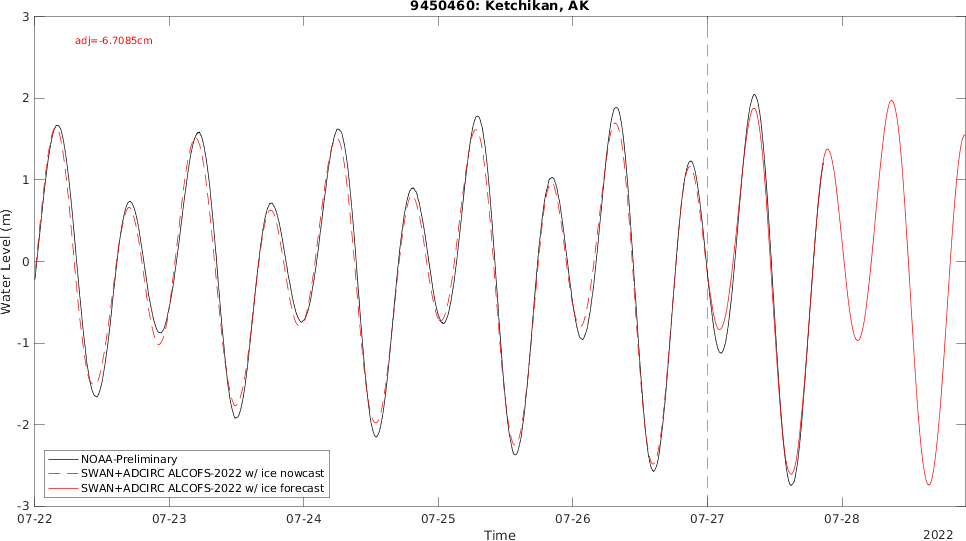 9450460: Ketchikan, AK
adj=-6.7085cm
3
2
1
0
-1
-2
-3
Water Level (m)
NOAA-Preliminary
SWAN+ADCIRC ALCOFS-2022 w/ ice nowcast
SWAN+ADCIRC ALCOFS-2022 w/ ice forecast
07-22 07-23 07-24 07-25 07-26 07-27 07-28
Time
2022